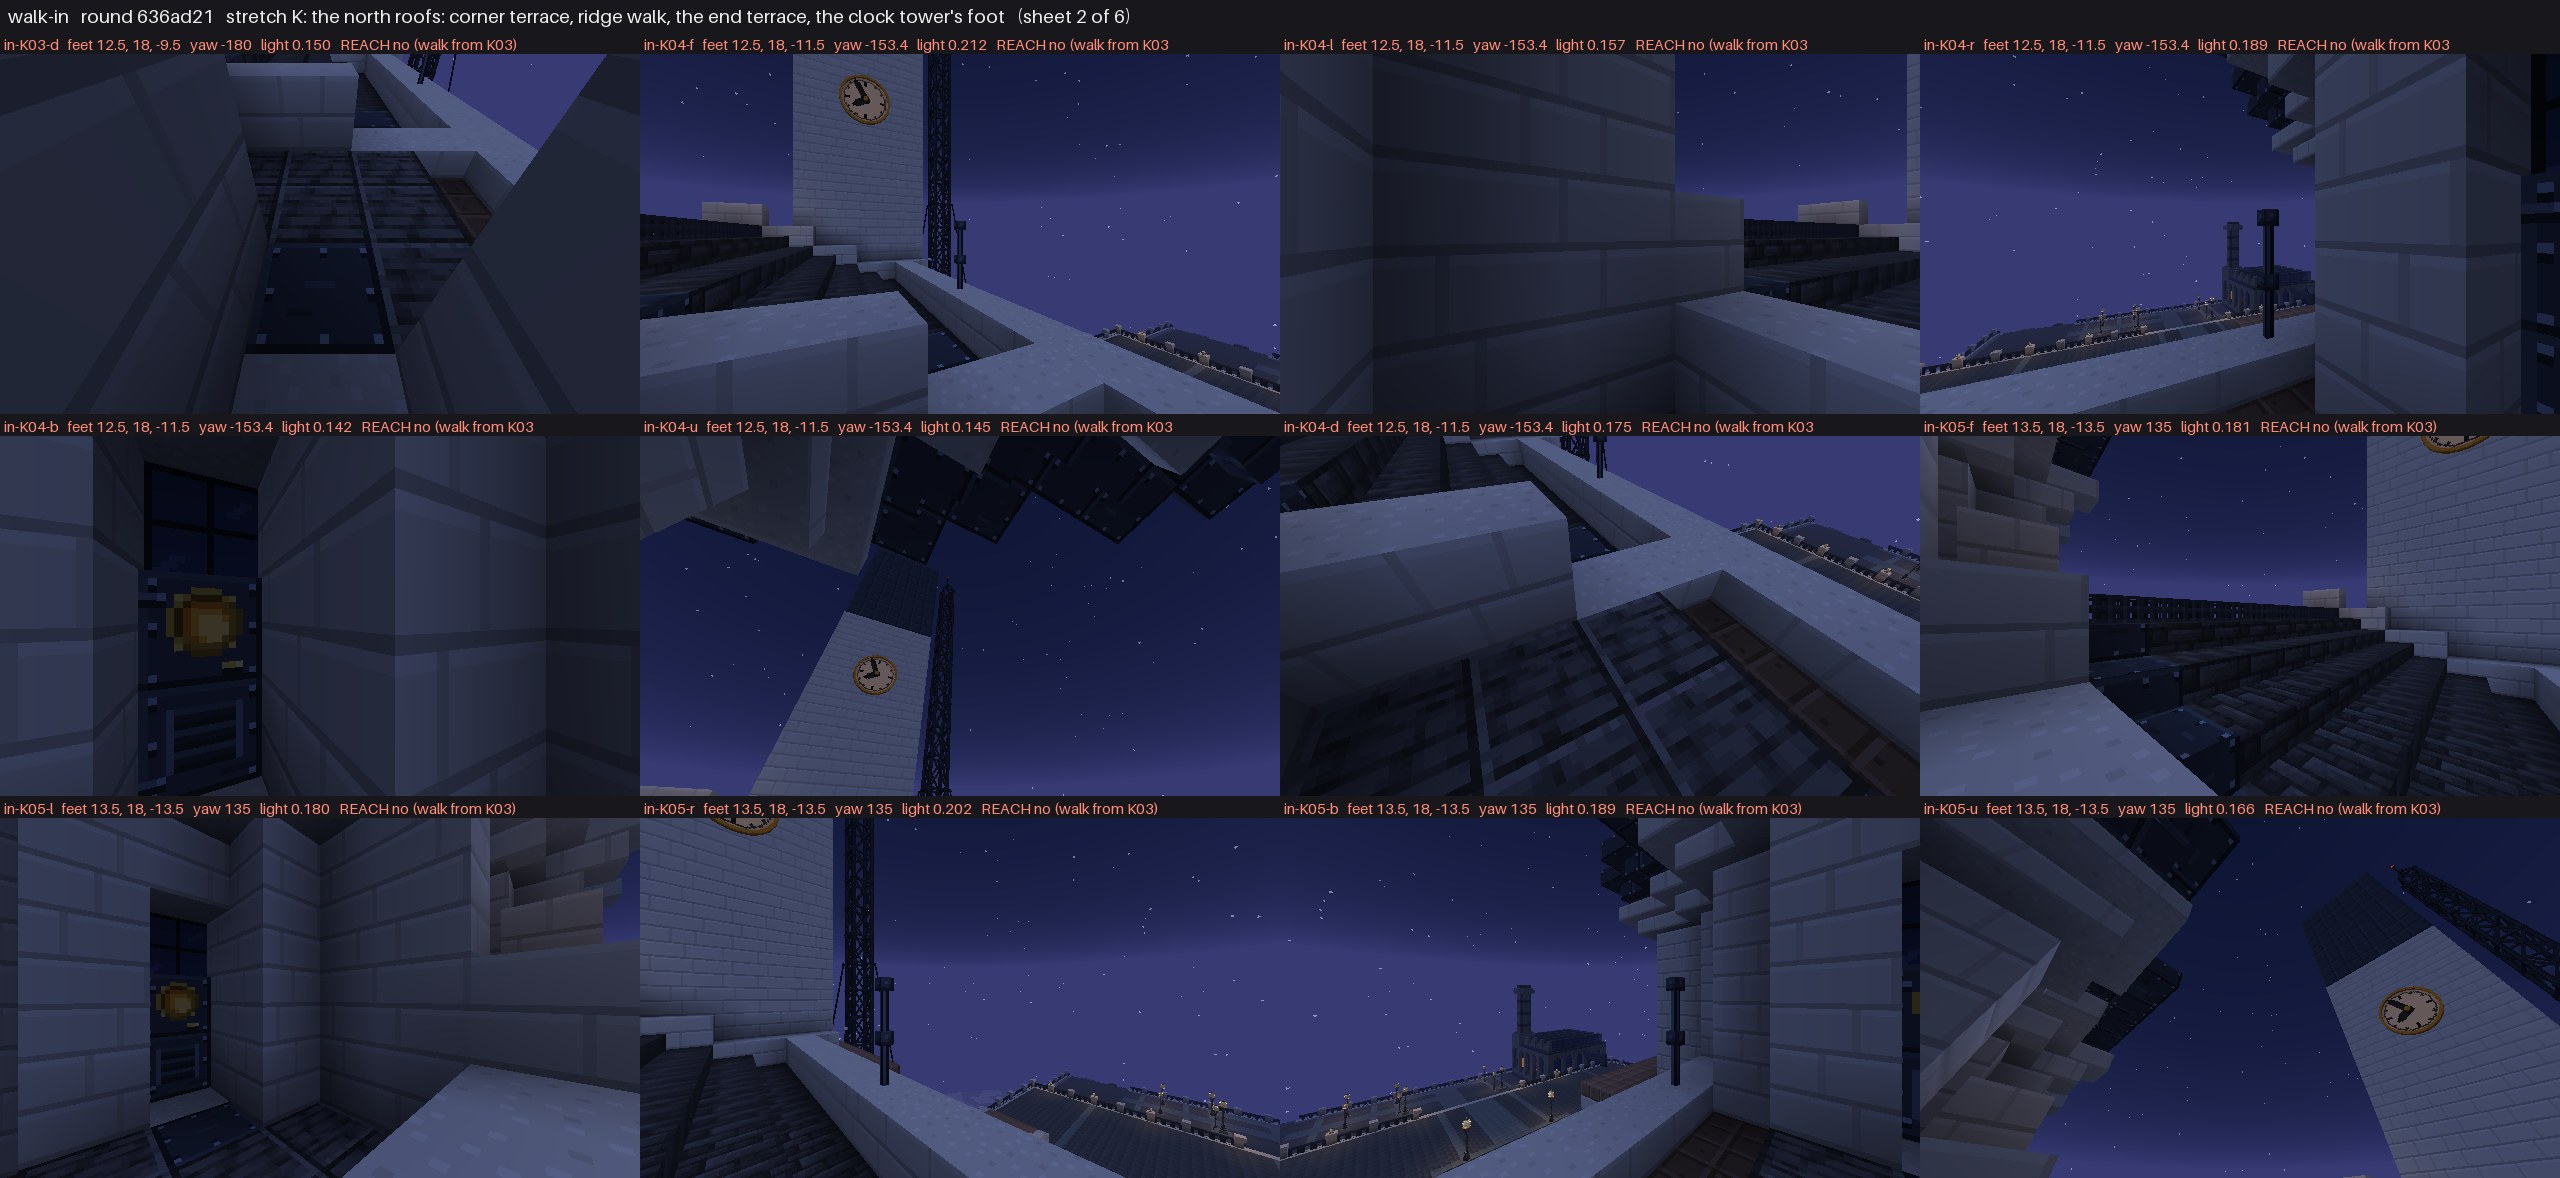 walk-in round 636ad21 stretch K: the north roofs: corner terrace, ridge walk, the end terrace, the clock tower's foot (sheet 2 of 6)
in-K03-d feet 12.5, 18, -9.5 yaw -180 light 0.150 REACH no (walk from K03)
in-K04-f feet 12.5, 18, -11.5 yaw -153.4 light 0.212 REACH no (walk from K03
in-K04-l feet 12.5, 18, -11.5 yaw -153.4 light 0.157 REACH no (walk from K03
in-K04-r feet 12.5, 18, -11.5 yaw -153.4 light 0.189 REACH no (walk from K03
in-K04-b feet 12.5, 18, -11.5 yaw -153.4 light 0.142 REACH no (walk from K03
in-K04-u feet 12.5, 18, -11.5 yaw -153.4 light 0.145 REACH no (walk from K03
in-K04-d feet 12.5, 18, -11.5 yaw -153.4 light 0.175 REACH no (walk from K03
in-K05-f feet 13.5, 18, -13.5 yaw 135 light 0.181 REACH no (walk from K03)
in-K05-l feet 13.5, 18, -13.5 yaw 135 light 0.180 REACH no (walk from K03)
in-K05-r feet 13.5, 18, -13.5 yaw 135 light 0.202 REACH no (walk from K03)
in-K05-b feet 13.5, 18, -13.5 yaw 135 light 0.189 REACH no (walk from K03)
in-K05-u feet 13.5, 18, -13.5 yaw 135 light 0.166 REACH no (walk from K03)